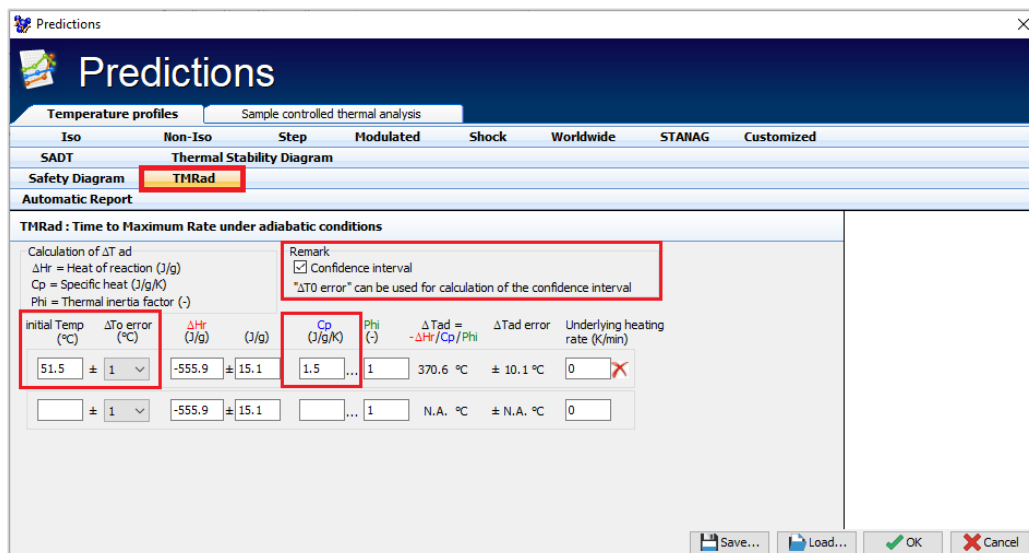 Predictions
Predictions
Temperature profiles Sample controlled thermal analysis
Iso Non-Iso Step Modulated Shock Worldwide STANAG Customized
SADT Thermal Stability Diagram
Safety Diagram TMRad
Automatic Report
TMRad : Time to Maximum Rate under adiabatic conditions
Calculation of ΔT ad
ΔHr = Heat of reaction (J/g)
Cp = Specific heat (J/g/K)
Phi = Thermal inertia factor (-)
Remark
Confidence interval
"ΔT0 error" can be used for calculation of the confidence interval
initial Temp ΔTo error ΔHr Cp Phi ΔTad = ΔTad error Underlying heating
(°C) (°C) (J/g) (J/g) (J/g/K) (-) -ΔHr/Cp/Phi rate (K/min)
51.5 ± 1 -555.9 ± 15.1 1.5 ... 1 370.6 °C ± 10.1 °C 0
± 1 -555.9 ± 15.1 ... 1 N.A. °C ± N.A. °C 0
Save... Load... OK Cancel